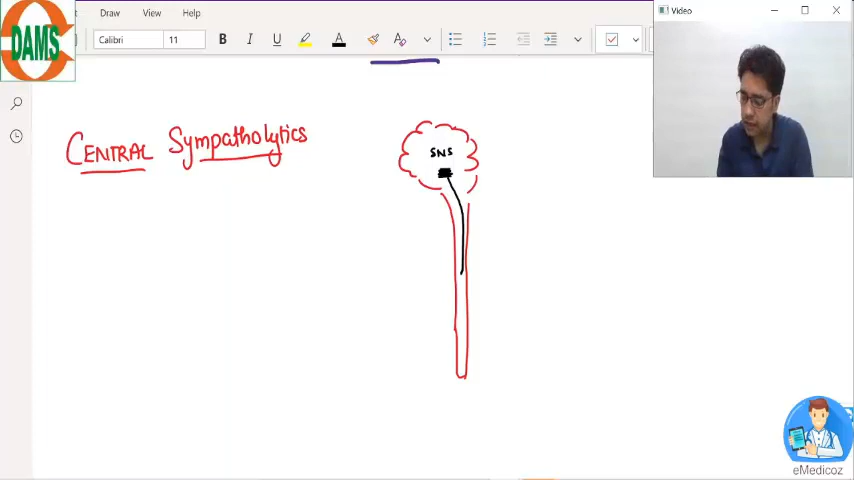 DAMS
Draw View Help
Calibri 11 B I U A A
Video
CENTRAL Sympatholytics
SNS
eMedicoz